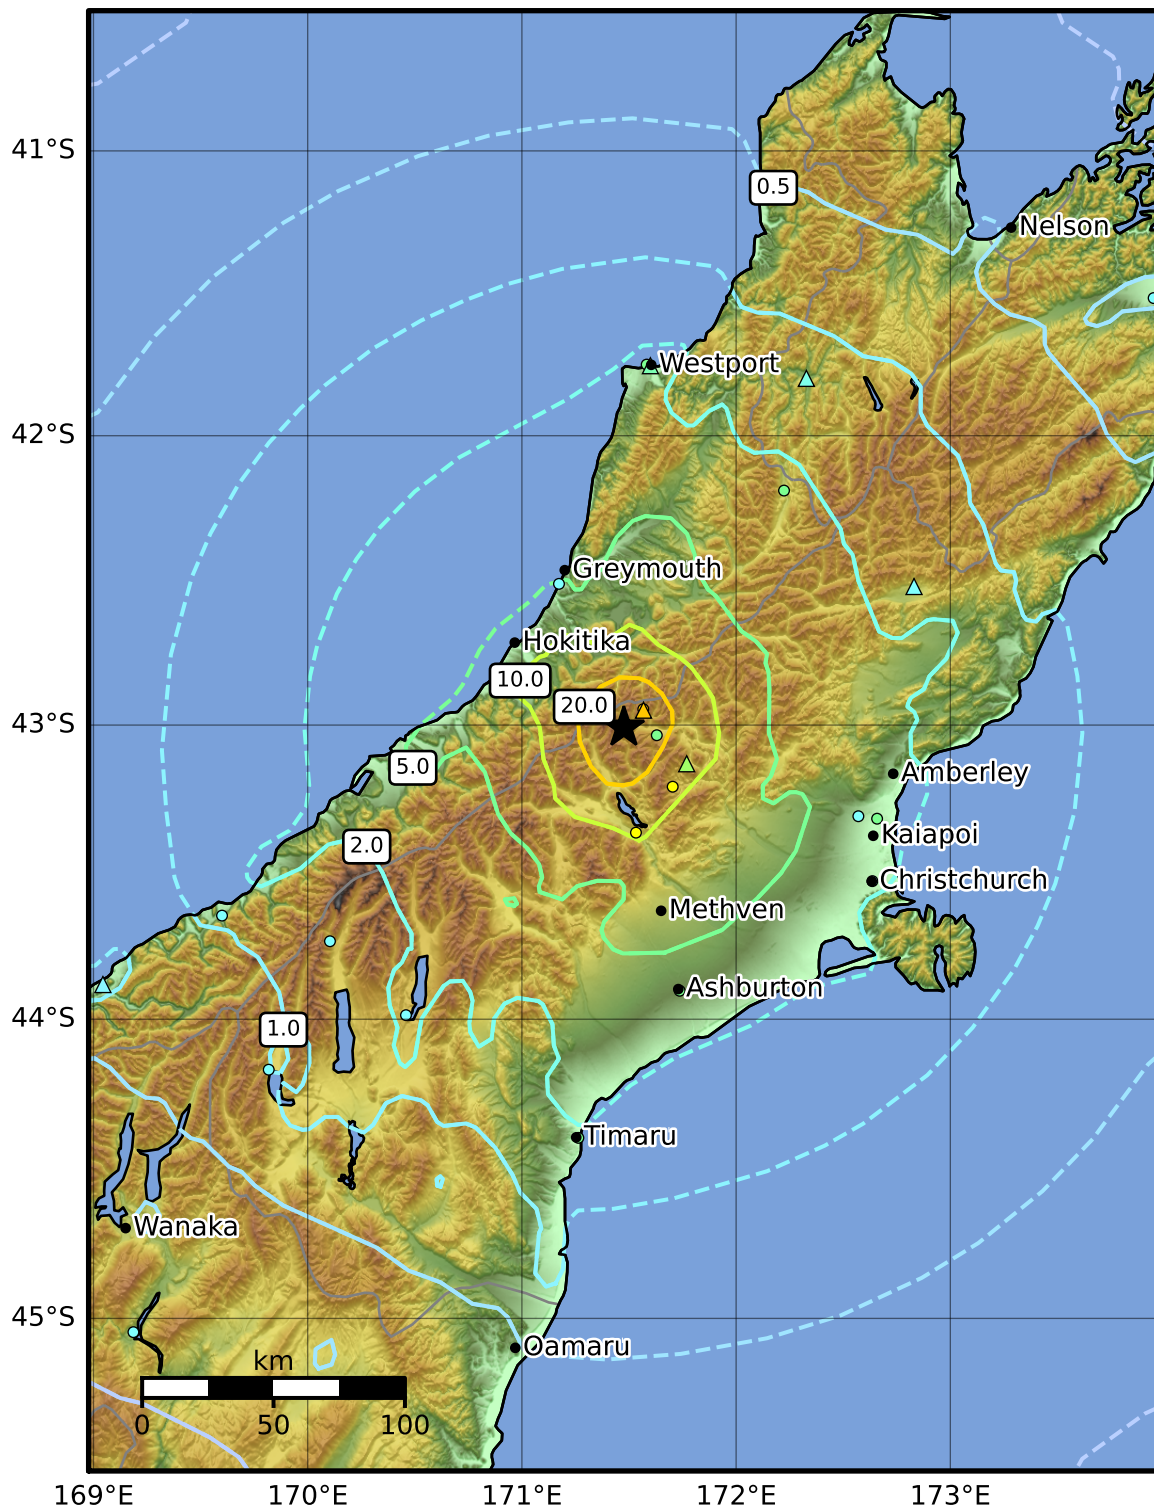 41°S
0.5
Nelson
Westport
42°S
Greymouth
Hokitika
10.0
20.0
43°S
5.0
Amberley
2.0
Kaiapoi
Christchurch
Methven
Ashburton
44°S
1.0
Timaru
Wanaka
45°S
Oamaru
km
0 50 100
169°E 170°E 171°E 172°E 173°E